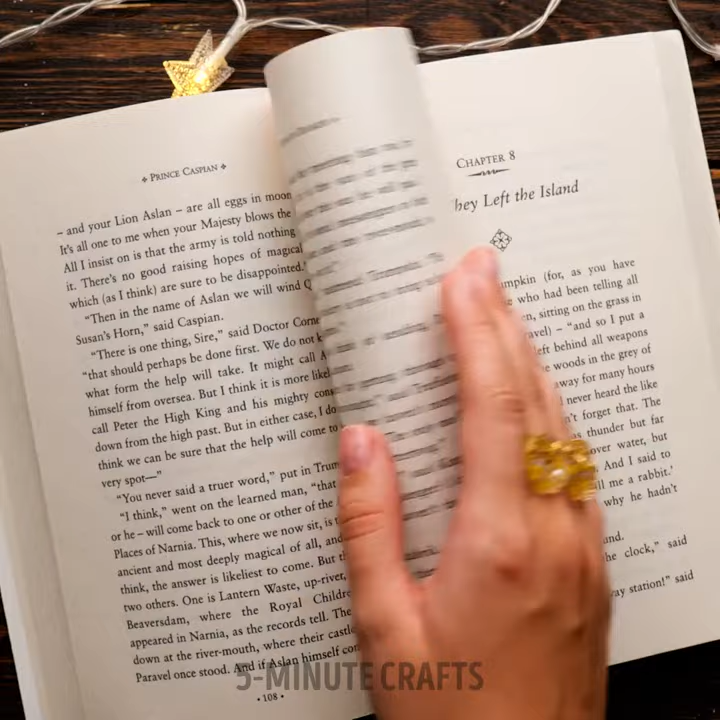 ❖ PRINCE CASPIAN ❖
– and your Lion Aslan – are all eggs in moon
It's all one to me when your Majesty blows the
All I insist on is that the army is told nothing
it. There's no good raising hopes of magical
which (as I think) are sure to be disappointed.'
“Then in the name of Aslan we will wind
Susan's Horn,” said Caspian.
“There is one thing, Sire,” said Doctor Corne
“that should perhaps be done first. We do not
what form the help will take. It might call
himself from oversea. But I think it is more likel
call Peter the High King and his mighty cons
down from the high past. But in either case, I do
think we can be sure that the help will come to
very spot—”
“You never said a truer word,” put in Trum
“I think,” went on the learned man, “that
or he – will come back to one or other of the
Places of Narnia. This, where we now sit, is
ancient and most deeply magical of all, and
think, the answer is likeliest to come. But th
two others. One is Lantern Waste, up-river,
Beaversdam, where the Royal Childre
appeared in Narnia, as the records tell. The
down at the river-mouth, where their castle
Paravel once stood. And if Aslan himself con
• 108 •
CHAPTER 8
hey Left the Island
mpkin (for, as you have
who had been telling all
n, sitting on the grass in
avel) – “and so I put a
left behind all weapons
e woods in the grey of
away for many hours
I never heard the like
n't forget that. The
as thunder but far
over water, but
And I said to
ll me a rabbit.'
why he hadn't
und.
he clock,” said
way station!” said
5-MINUTE CRAFTS